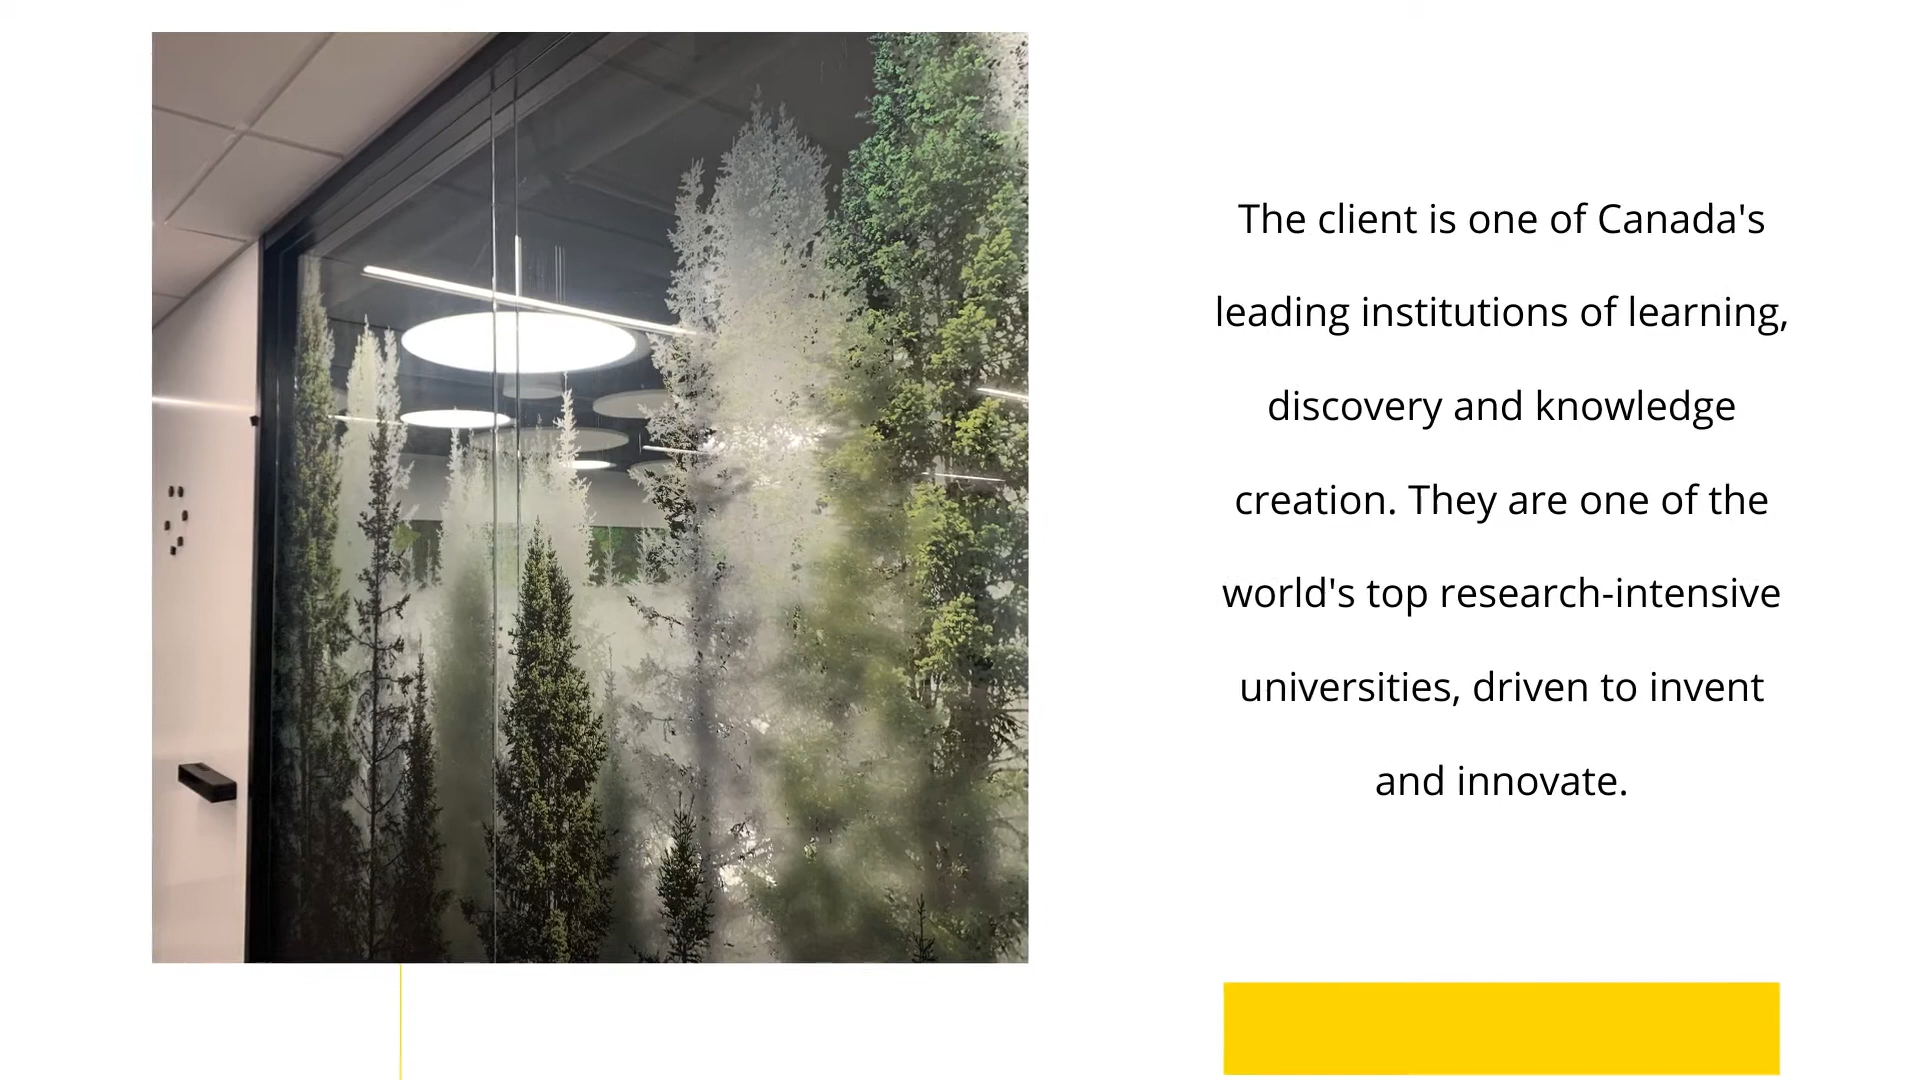 The client is one of Canada's
leading institutions of learning,
discovery and knowledge
creation. They are one of the
world's top research-intensive
universities, driven to invent
and innovate.